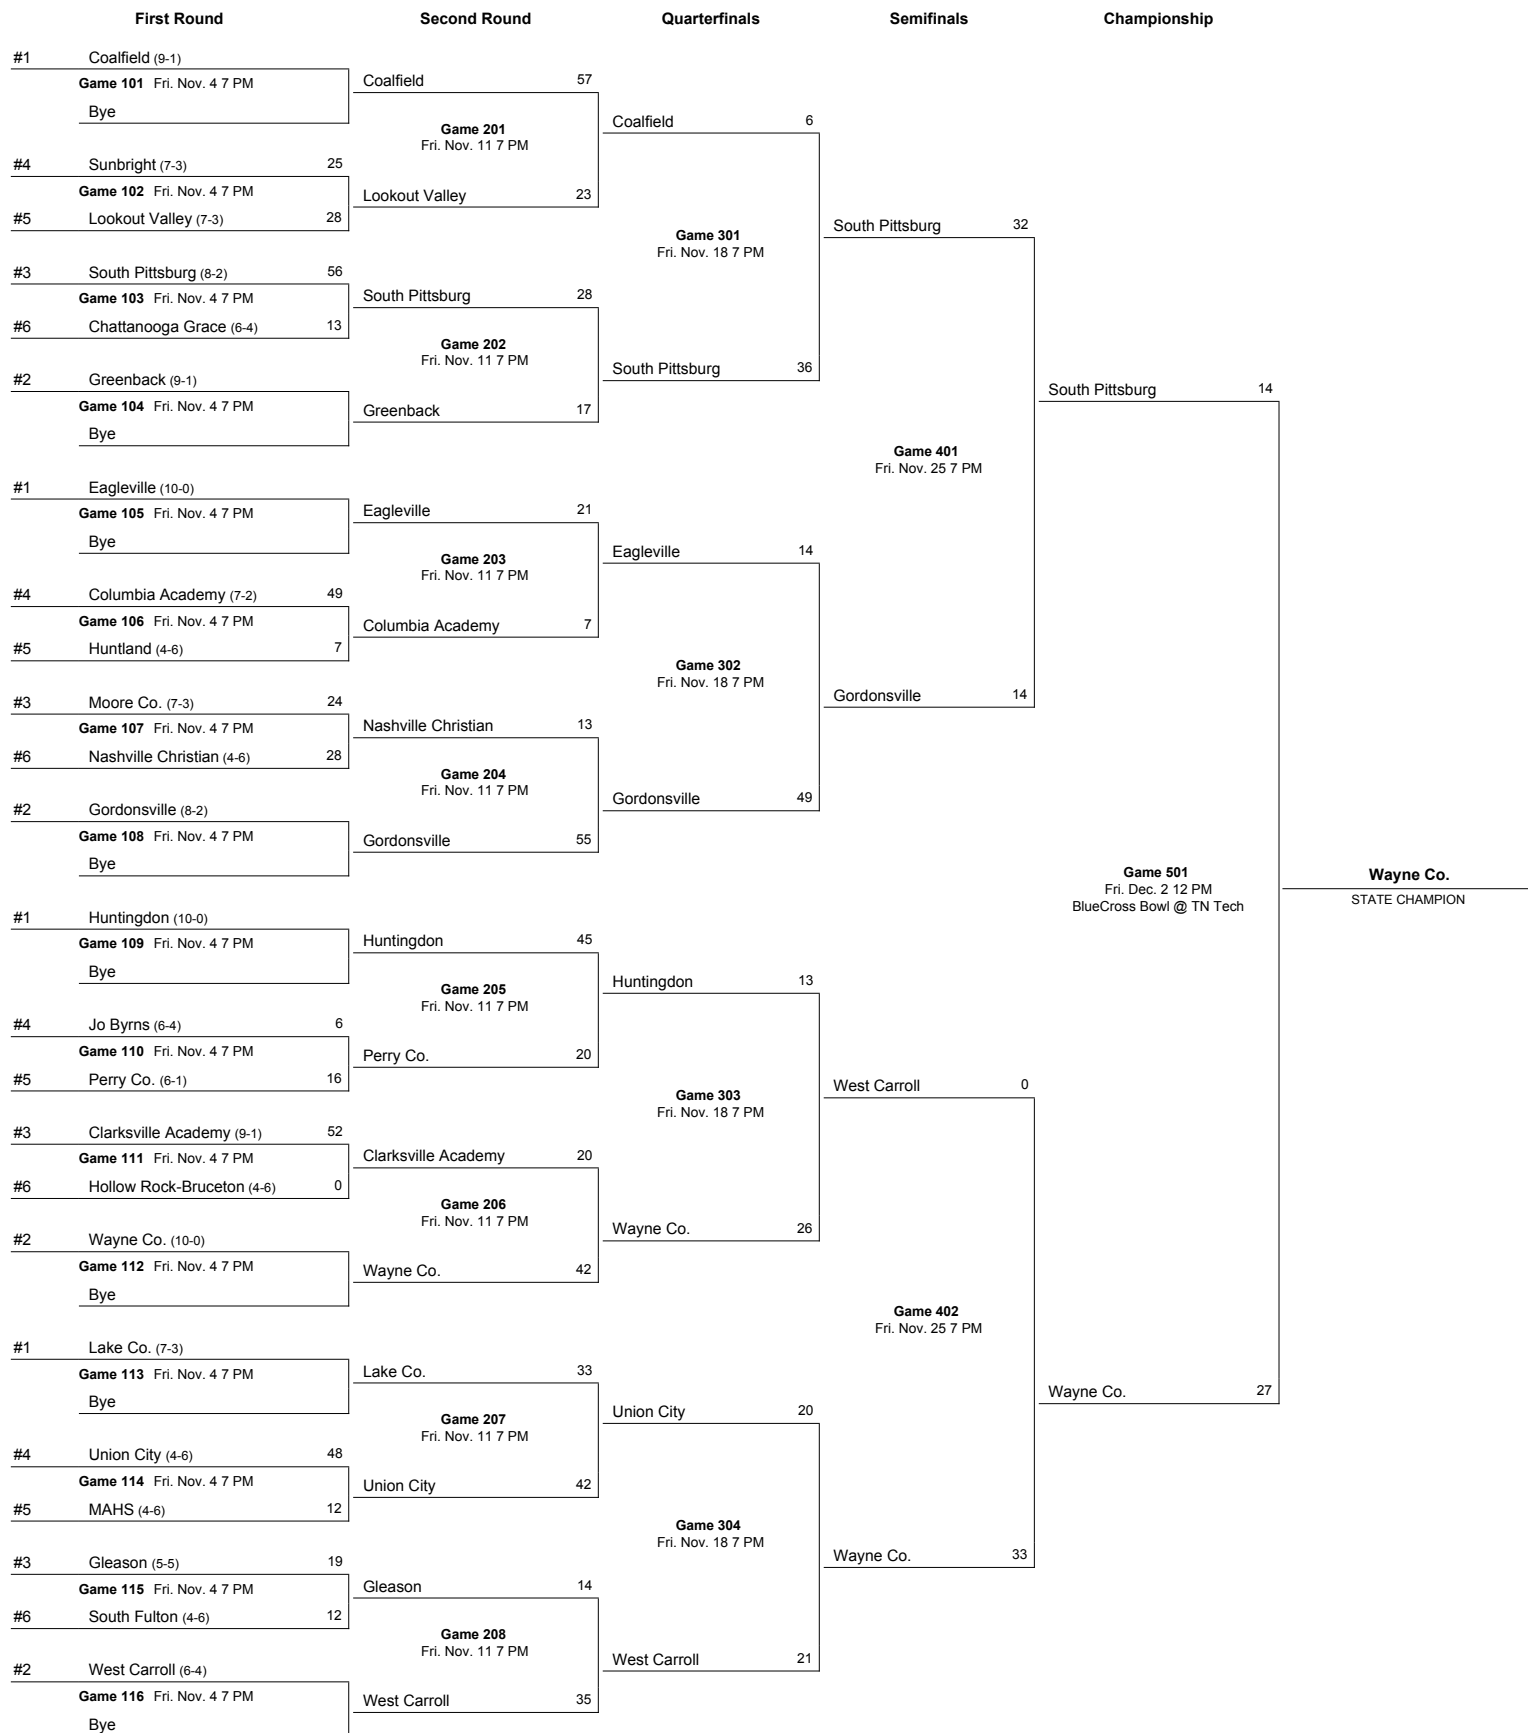 First Round Second Round Quarterfinals Semifinals Championship
#1 Coalfield (9-1)
Game 101 Fri. Nov. 4 7 PM
Bye
#4 Sunbright (7-3) 25
Game 102 Fri. Nov. 4 7 PM
#5 Lookout Valley (7-3) 28
#3 South Pittsburg (8-2) 56
Game 103 Fri. Nov. 4 7 PM
#6 Chattanooga Grace (6-4) 13
#2 Greenback (9-1)
Game 104 Fri. Nov. 4 7 PM
Bye
#1 Eagleville (10-0)
Game 105 Fri. Nov. 4 7 PM
Bye
#4 Columbia Academy (7-2) 49
Game 106 Fri. Nov. 4 7 PM
#5 Huntland (4-6) 7
#3 Moore Co. (7-3) 24
Game 107 Fri. Nov. 4 7 PM
#6 Nashville Christian (4-6) 28
#2 Gordonsville (8-2)
Game 108 Fri. Nov. 4 7 PM
Bye
#1 Huntingdon (10-0)
Game 109 Fri. Nov. 4 7 PM
Bye
#4 Jo Byrns (6-4) 6
Game 110 Fri. Nov. 4 7 PM
#5 Perry Co. (6-1) 16
#3 Clarksville Academy (9-1) 52
Game 111 Fri. Nov. 4 7 PM
#6 Hollow Rock-Bruceton (4-6) 0
#2 Wayne Co. (10-0)
Game 112 Fri. Nov. 4 7 PM
Bye
#1 Lake Co. (7-3)
Game 113 Fri. Nov. 4 7 PM
Bye
#4 Union City (4-6) 48
Game 114 Fri. Nov. 4 7 PM
#5 MAHS (4-6) 12
#3 Gleason (5-5) 19
Game 115 Fri. Nov. 4 7 PM
#6 South Fulton (4-6) 12
#2 West Carroll (6-4)
Game 116 Fri. Nov. 4 7 PM
Bye
Coalfield 57
Game 201
Fri. Nov. 11 7 PM
Lookout Valley 23
South Pittsburg 28
Game 202
Fri. Nov. 11 7 PM
Greenback 17
Eagleville 21
Game 203
Fri. Nov. 11 7 PM
Columbia Academy 7
Nashville Christian 13
Game 204
Fri. Nov. 11 7 PM
Gordonsville 55
Huntingdon 45
Game 205
Fri. Nov. 11 7 PM
Perry Co. 20
Clarksville Academy 20
Game 206
Fri. Nov. 11 7 PM
Wayne Co. 42
Lake Co. 33
Game 207
Fri. Nov. 11 7 PM
Union City 42
Gleason 14
Game 208
Fri. Nov. 11 7 PM
West Carroll 35
Coalfield 6
Game 301
Fri. Nov. 18 7 PM
South Pittsburg 36
Eagleville 14
Game 302
Fri. Nov. 18 7 PM
Gordonsville 49
Huntingdon 13
Game 303
Fri. Nov. 18 7 PM
Wayne Co. 26
Union City 20
Game 304
Fri. Nov. 18 7 PM
West Carroll 21
South Pittsburg 32
Game 401
Fri. Nov. 25 7 PM
Gordonsville 14
West Carroll 0
Game 402
Fri. Nov. 25 7 PM
Wayne Co. 33
South Pittsburg 14
Game 501
Fri. Dec. 2 12 PM
BlueCross Bowl @ TN Tech
Wayne Co. 27
Wayne Co.
STATE CHAMPION